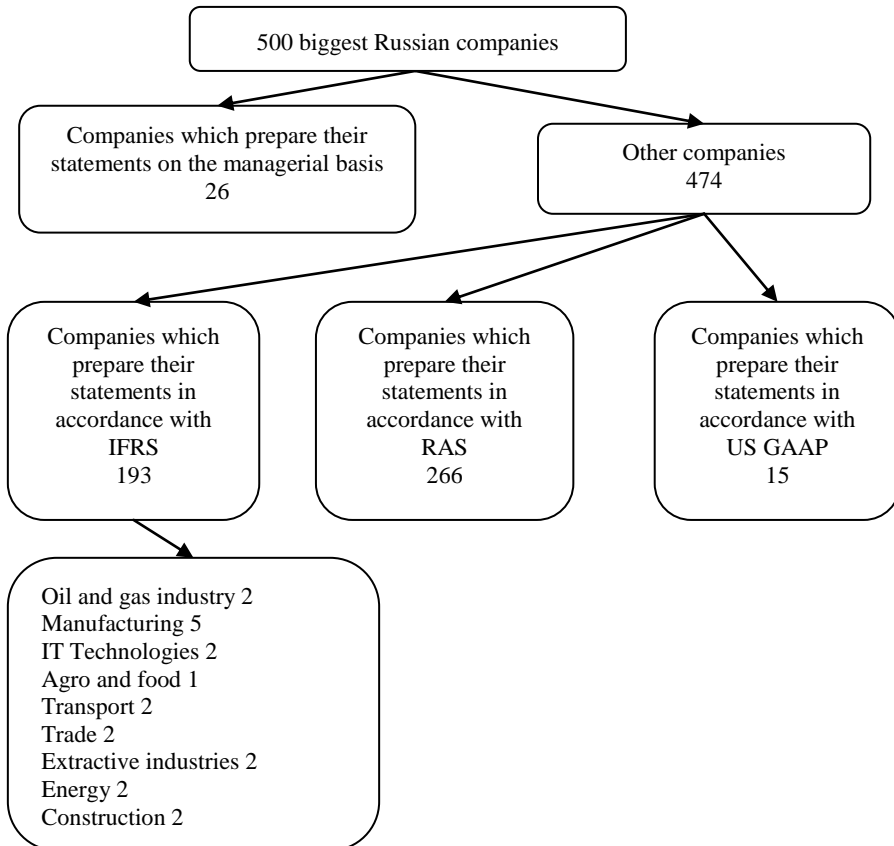 500 biggest Russian companies
Companies which prepare their
statements on the managerial basis
26
Other companies
474
Companies which
prepare their
statements in
accordance with
IFRS
193
Companies which
prepare their
statements in
accordance with
RAS
266
Companies which
prepare their
statements in
accordance with
US GAAP
15
Oil and gas industry 2
Manufacturing 5
IT Technologies 2
Agro and food 1
Transport 2
Trade 2
Extractive industries 2
Energy 2
Construction 2